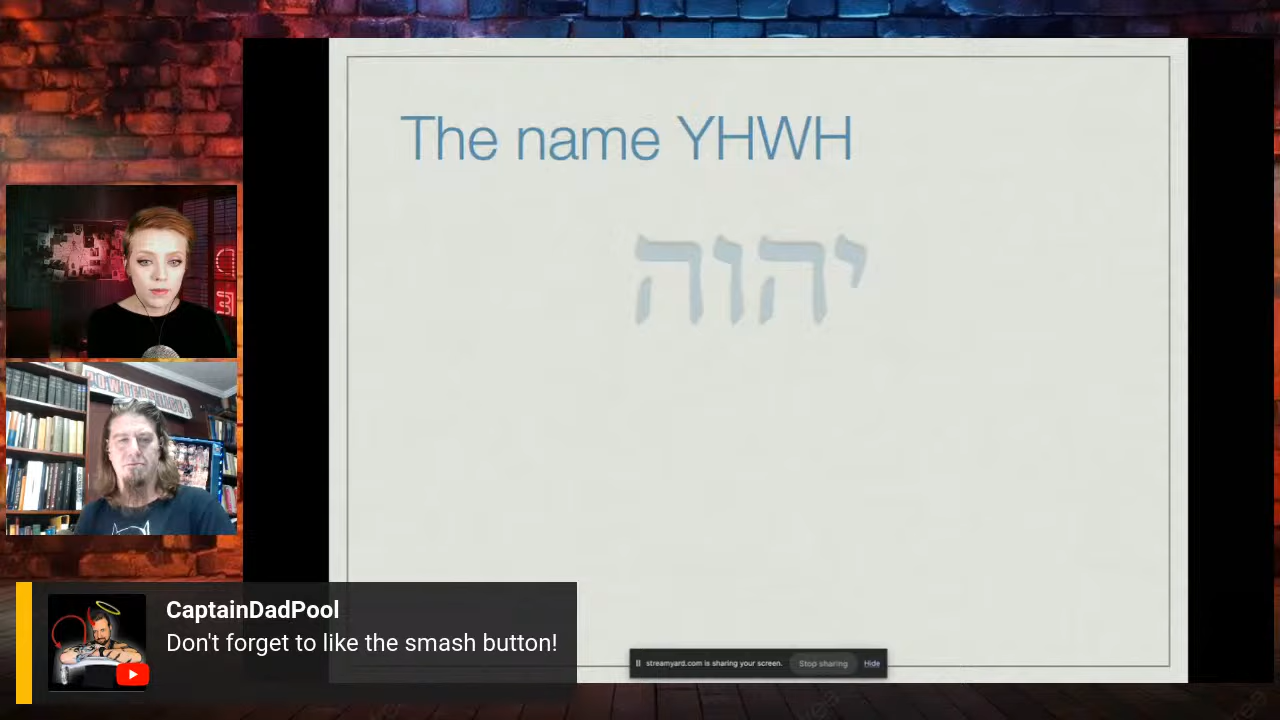 The name YHWH
יהוה
CaptainDadPool
Don't forget to like the smash button!
streamyard.com is sharing your screen.
Stop sharing
Hide